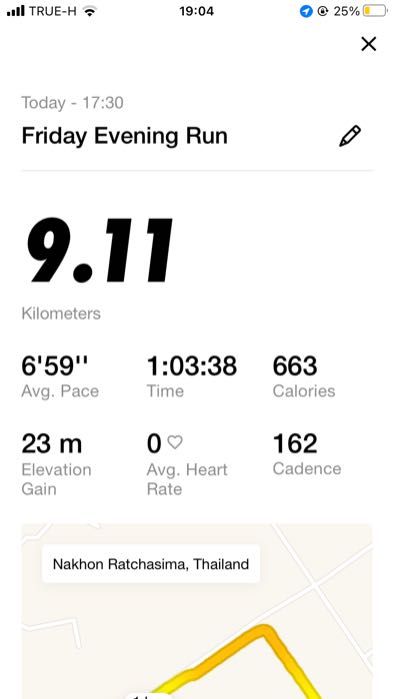 TRUE-H 19:04 25%
Today - 17:30
Friday Evening Run
9.11
Kilometers
6'59'' 1:03:38 663
Avg. Pace Time Calories
23 m 0 162
Elevation Gain Avg. Heart Rate Cadence
Nakhon Ratchasima, Thailand